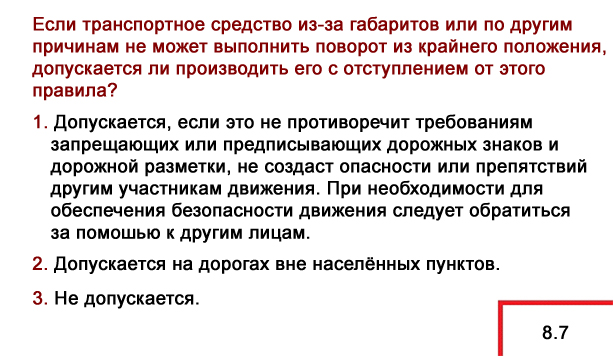 Если транспортное средство из-за габаритов или по другим
причинам не может выполнить поворот из крайнего положения,
допускается ли производить его с отступлением от этого
правила?
1. Допускается, если это не противоречит требованиям
запрещающих или предписывающих дорожных знаков и
дорожной разметки, не создаст опасности или препятствий
другим участникам движения. При необходимости для
обеспечения безопасности движения следует обратиться
за помошью к другим лицам.
2. Допускается на дорогах вне населённых пунктов.
3. Не допускается.
8.7